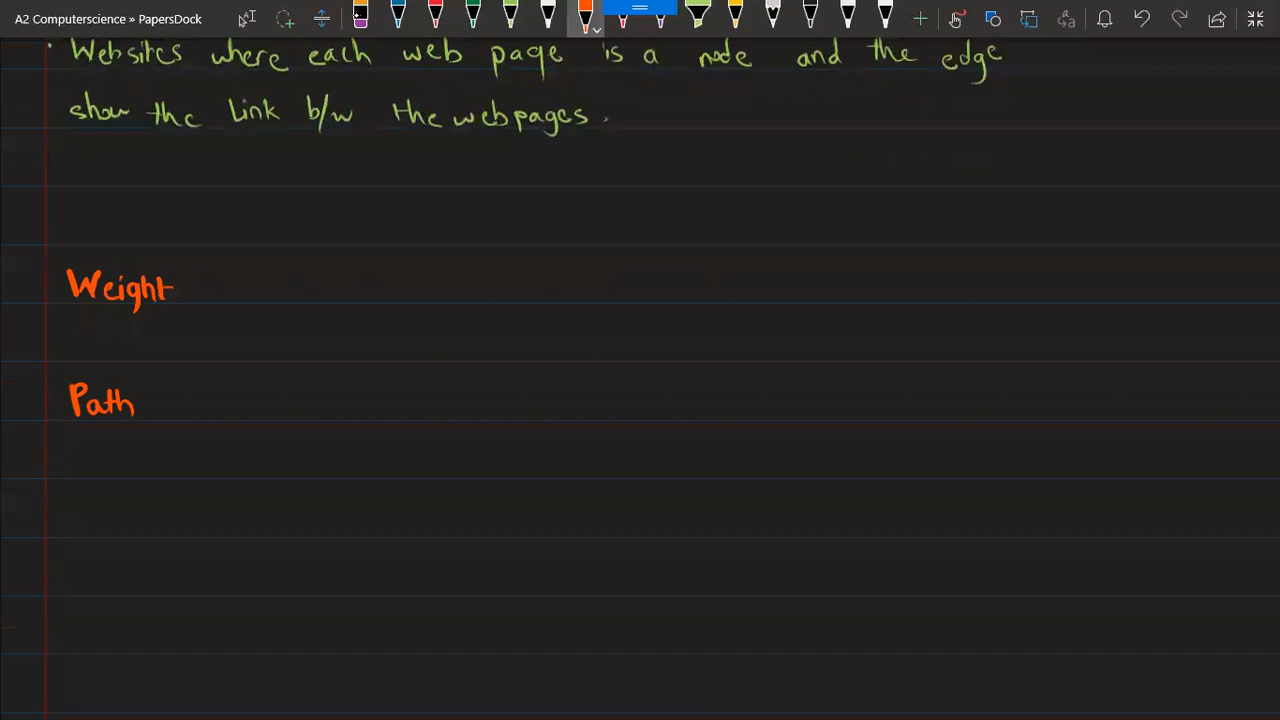 A2 Computerscience » PapersDock
• Websites where each web page is a node and the edge
show the Link b/w the webpages.
Weight
Path